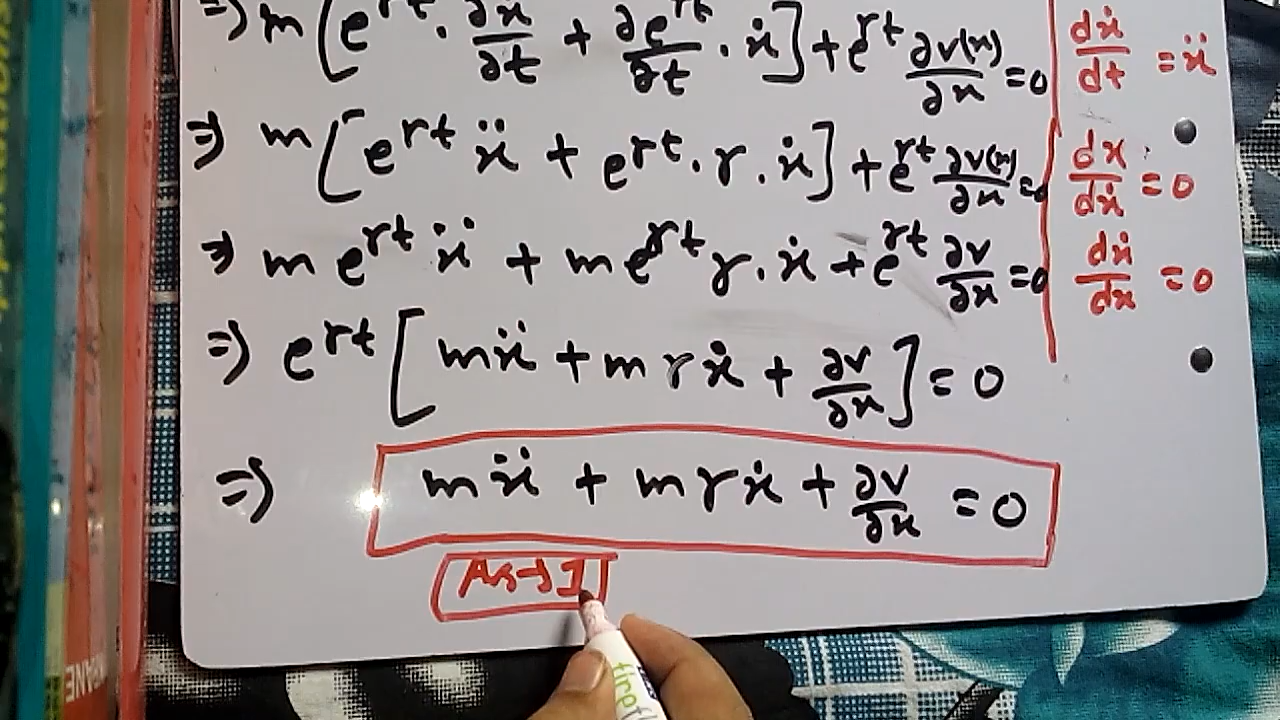 ⇒ m[e^{rt} · ∂ẋ/∂t + ∂e^{rt}/∂t · ẋ] + e^{rt} ∂v(x)/∂x = 0
⇒ m[e^{rt} ẍ + e^{rt} · r · ẋ] + e^{rt} ∂v(x)/∂x = 0
⇒ m e^{rt} ẍ + m e^{rt} r · ẋ + e^{rt} ∂v/∂x = 0
⇒ e^{rt} [mẍ + m r ẋ + ∂v/∂x] = 0
⇒ mẍ + m r ẋ + ∂v/∂x = 0
dẋ/dt = ẍ
dx/dẋ = 0
dẋ/dx = 0